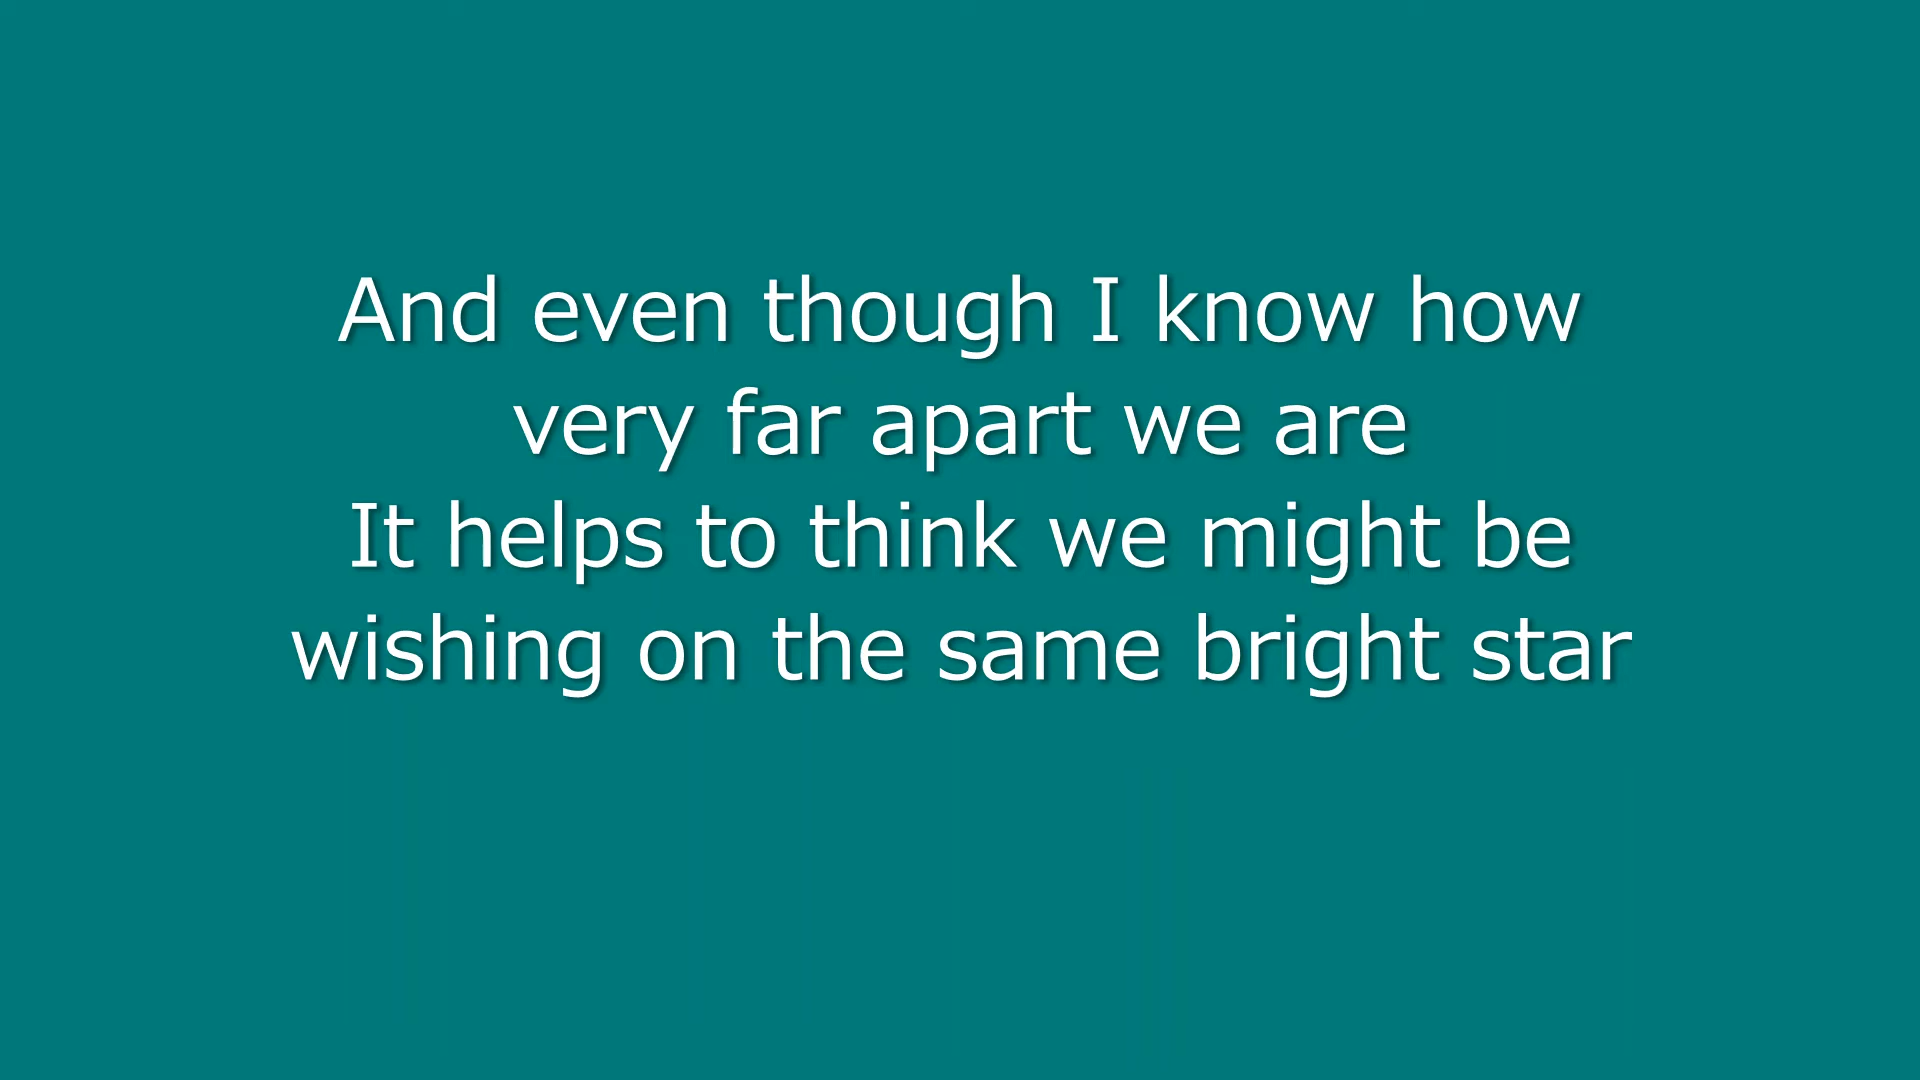 And even though I know how
very far apart we are
It helps to think we might be
wishing on the same bright star